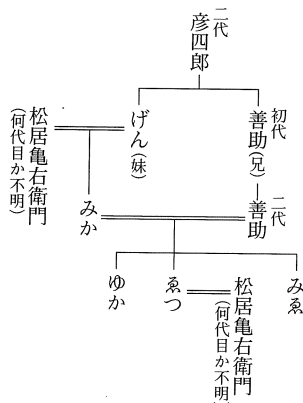 二代
彦四郎
初代
善助(兄)
げん(妹)
松居亀右衛門
(何代目か不明)
二代
善助
みか
みゑ
松居亀右衛門
(何代目か不明)
ゑつ
ゆか